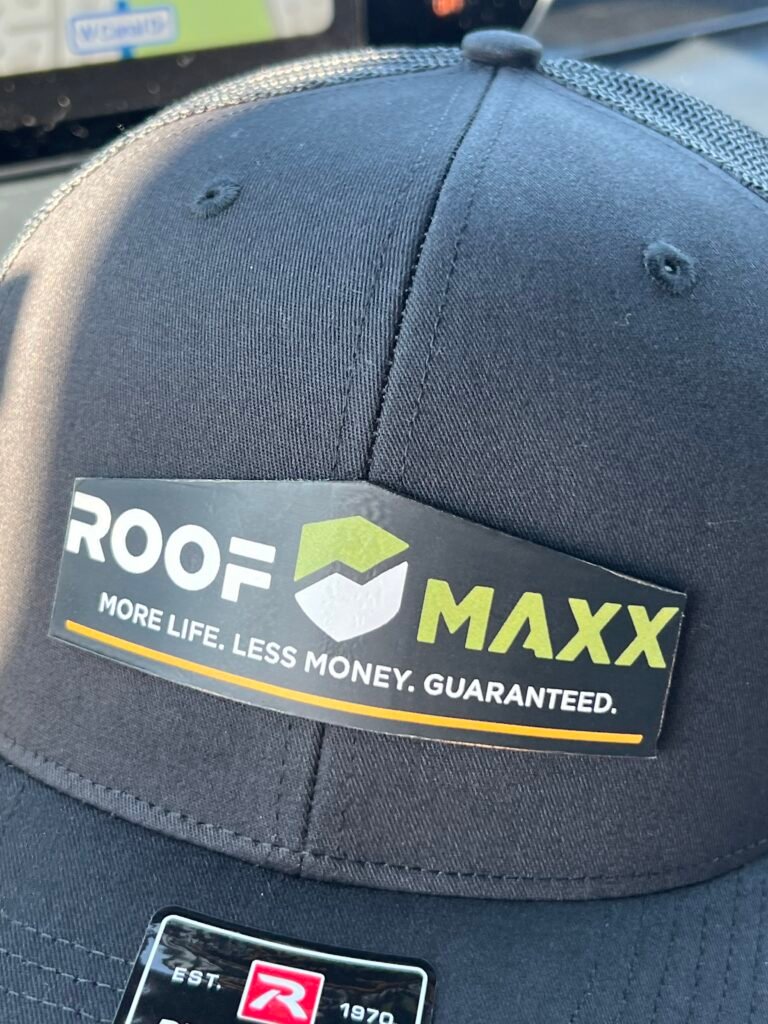 ROOF MAXX
MORE LIFE. LESS MONEY. GUARANTEED.
EST. R 1970